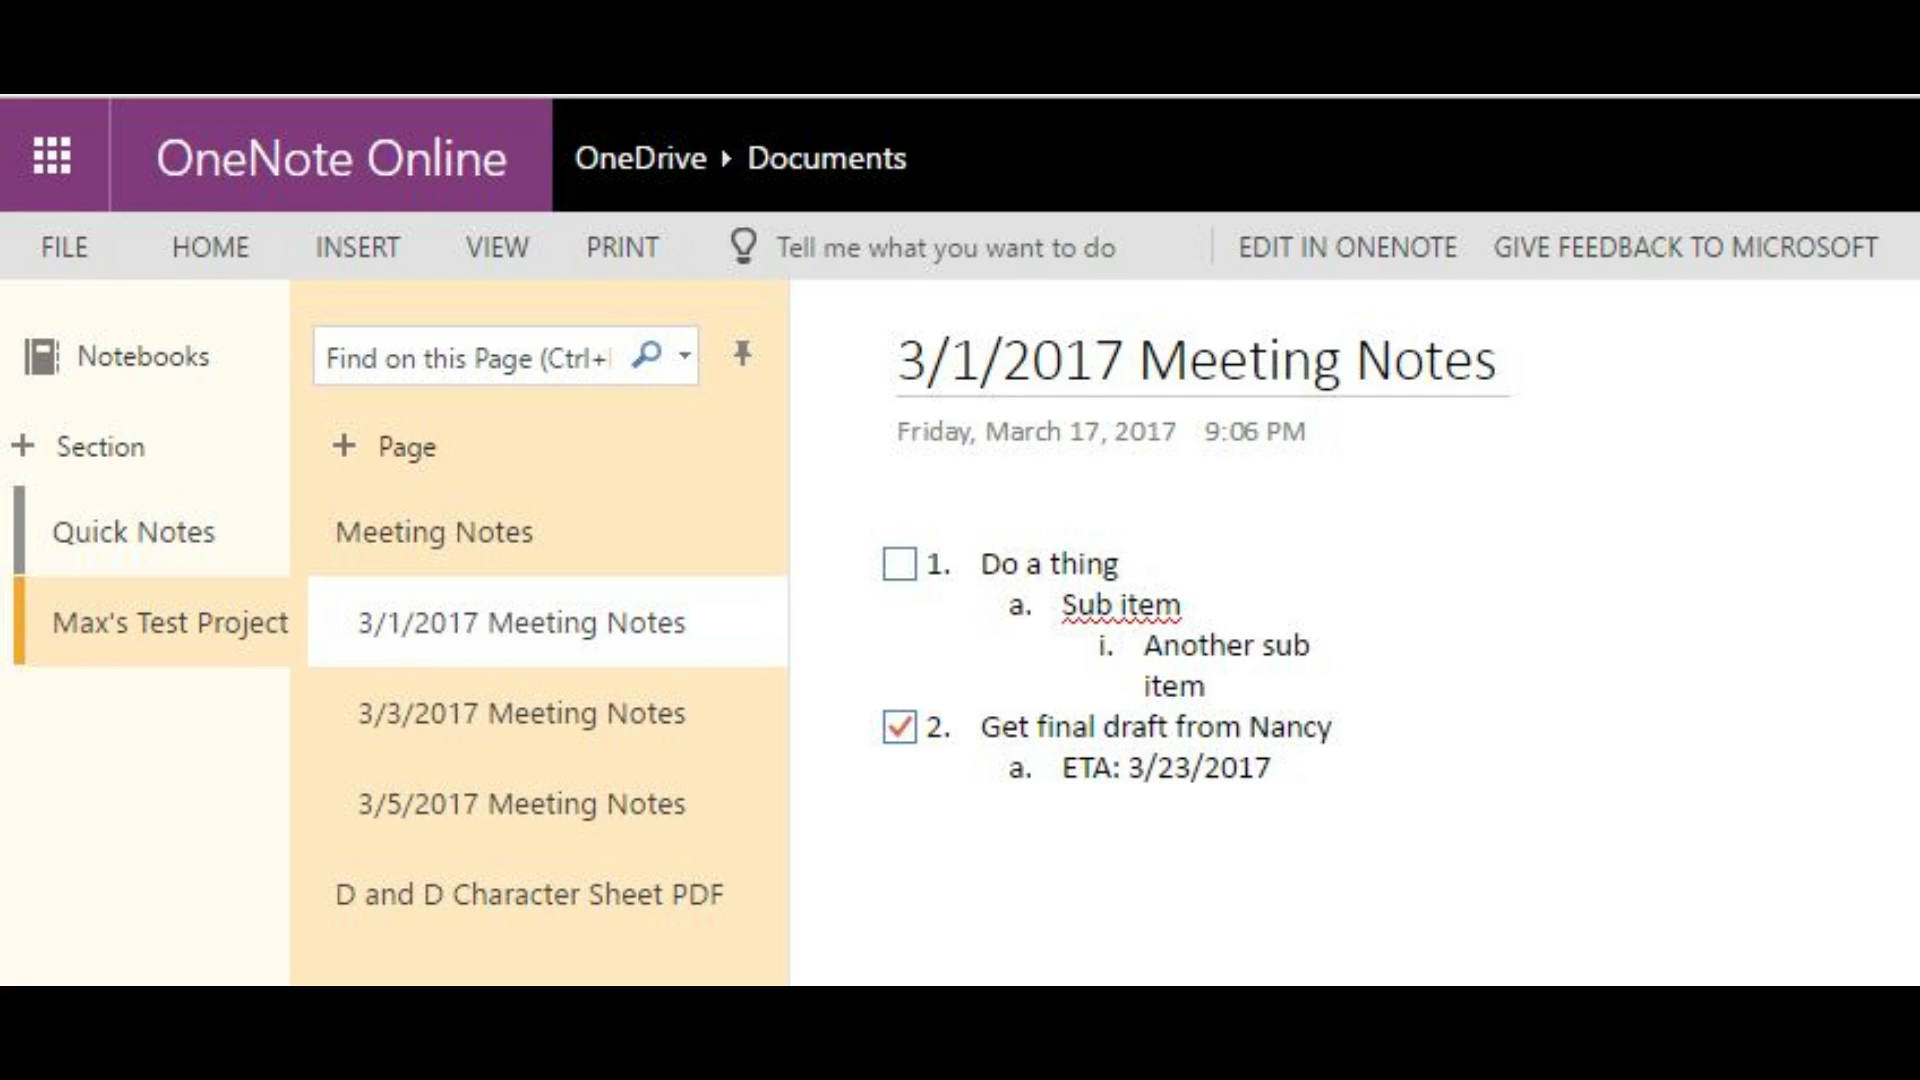 OneNote Online
OneDrive Documents
FILE HOME INSERT VIEW PRINT Tell me what you want to do EDIT IN ONENOTE GIVE FEEDBACK TO MICROSOFT
Notebooks
+ Section
Quick Notes
Max's Test Project
Find on this Page (Ctrl+
+ Page
Meeting Notes
3/1/2017 Meeting Notes
3/3/2017 Meeting Notes
3/5/2017 Meeting Notes
D and D Character Sheet PDF
3/1/2017 Meeting Notes
Friday, March 17, 2017 9:06 PM
1. Do a thing
a. Sub item
i. Another sub
item
2. Get final draft from Nancy
a. ETA: 3/23/2017